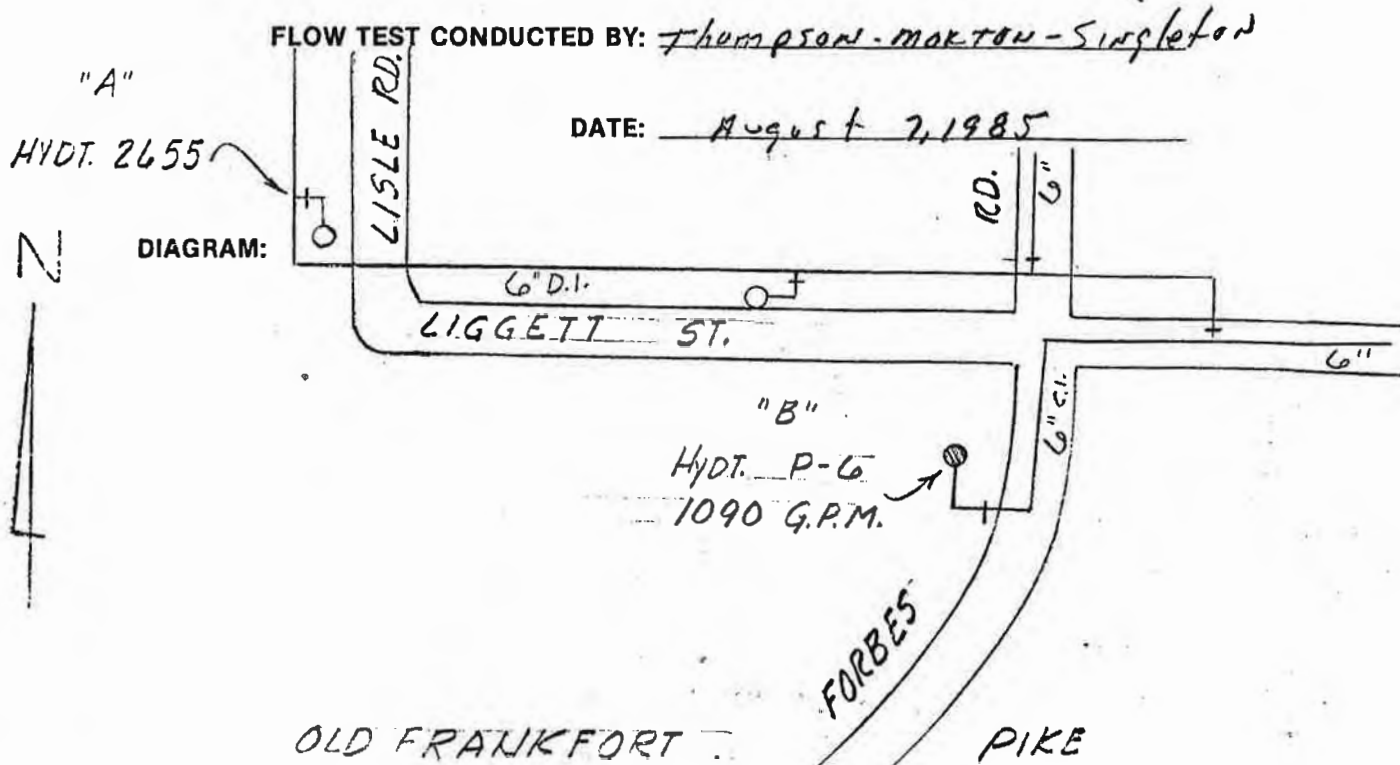 FLOW TEST CONDUCTED BY: Thompson-MORTON-Singleton
"A"
DATE: August 7, 1985
HYDT. 2655
LISLE RD.
RD.
6"
N
DIAGRAM:
6" D.I.
LIGGETT ST.
6"
6" C.I.
"B"
HYDT. P-6
1090 G.P.M.
FORBES
OLD FRANKFORT PIKE